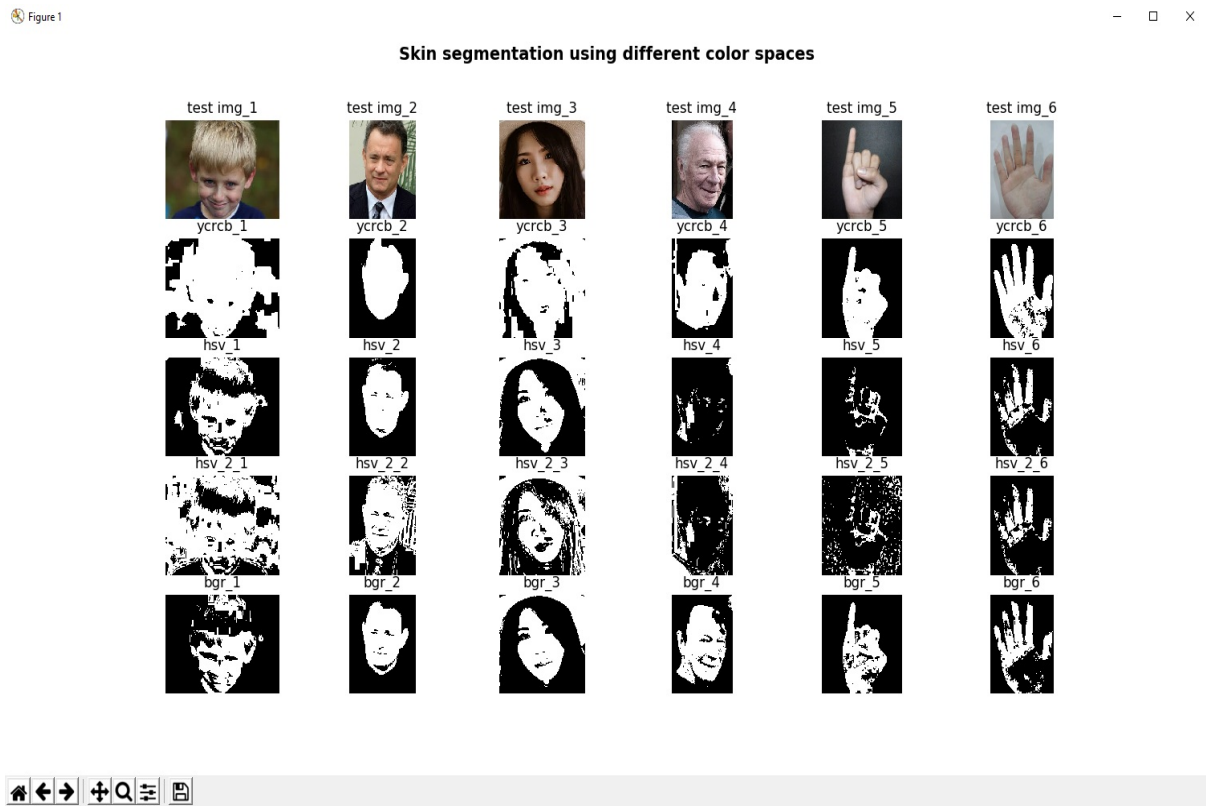 Figure 1
Skin segmentation using different color spaces
test img_1 test img_2 test img_3 test img_4 test img_5 test img_6
ycrcb_1 ycrcb_2 ycrcb_3 ycrcb_4 ycrcb_5 ycrcb_6
hsv_1 hsv_2 hsv_3 hsv_4 hsv_5 hsv_6
hsv_2_1 hsv_2_2 hsv_2_3 hsv_2_4 hsv_2_5 hsv_2_6
bgr_1 bgr_2 bgr_3 bgr_4 bgr_5 bgr_6